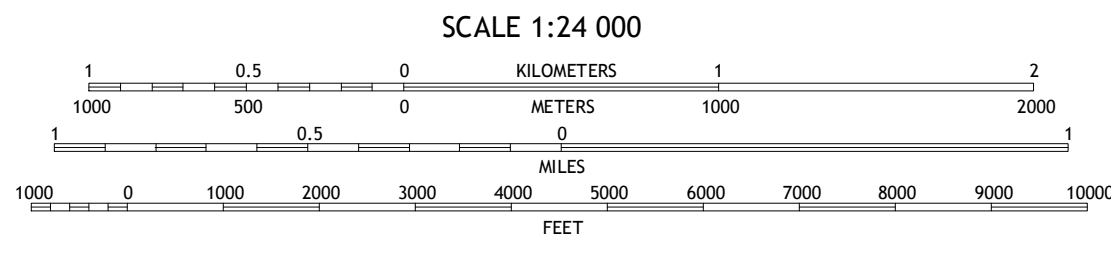 SCALE 1:24 000
1 0.5 0 KILOMETERS 1 2
1000 500 0 METERS 1000 2000
1 0.5 0 1
MILES
1000 0 1000 2000 3000 4000 5000 6000 7000 8000 9000 10000
FEET